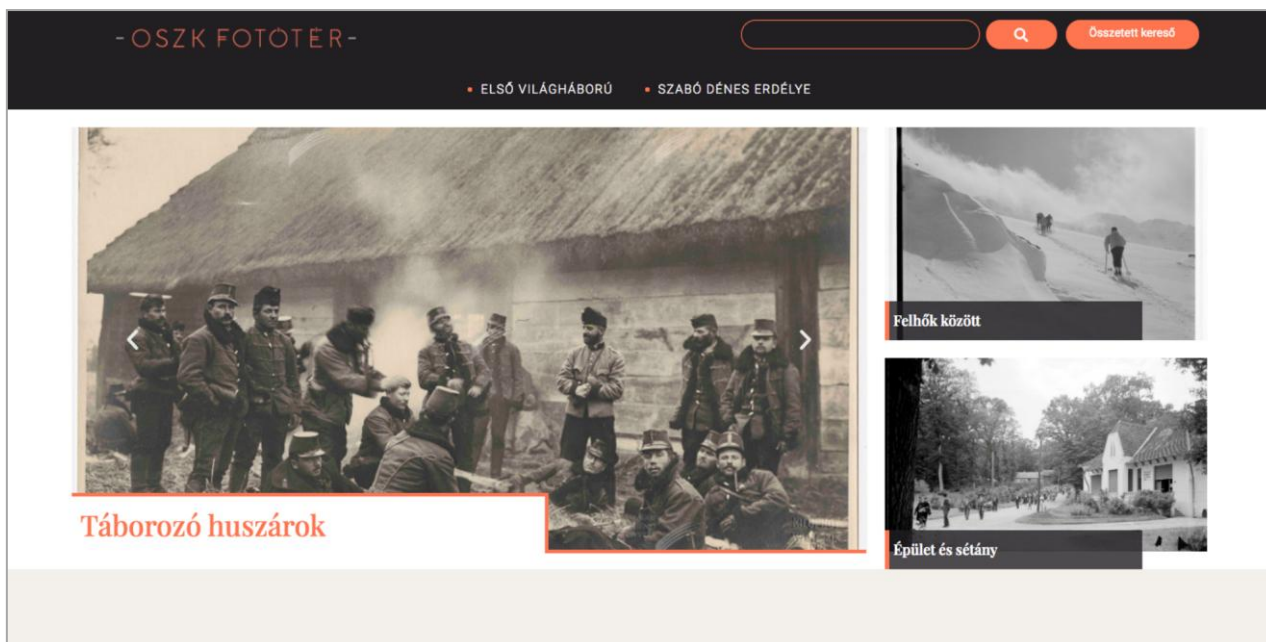 - OSZK FOTÓTÉR -
Összetett kereső
• ELSŐ VILÁGHÁBORÚ • SZABÓ DÉNES ERDÉLYE
Táborozó huszárok
Felhők között
Épület és sétány